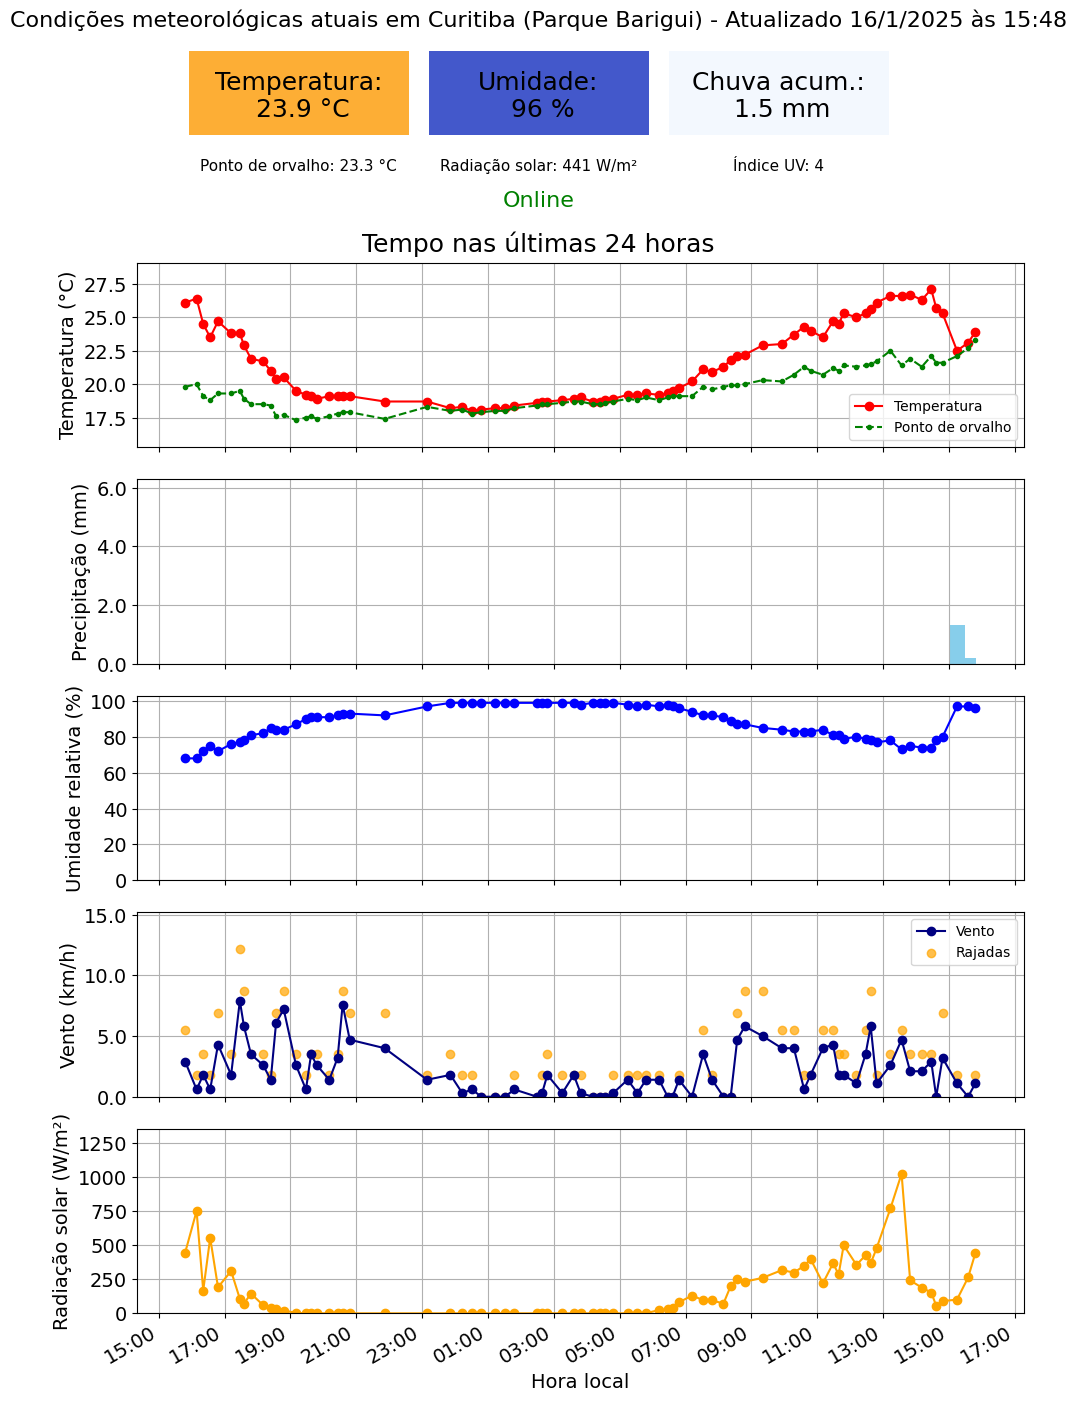 Condições meteorológicas atuais em Curitiba (Parque Barigui) - Atualizado 16/1/2025 às 15:48
Temperatura:
23.9 °C
Umidade:
96 %
Chuva acum.:
1.5 mm
Ponto de orvalho: 23.3 °C
Radiação solar: 441 W/m²
Índice UV: 4
Online
Tempo nas últimas 24 horas
Temperatura (°C)
27.5
25.0
22.5
20.0
17.5
Temperatura
Ponto de orvalho
Precipitação (mm)
6.0
4.0
2.0
0.0
Umidade relativa (%)
100
80
60
40
20
0
Vento (km/h)
15.0
10.0
5.0
0.0
Vento
Rajadas
Radiação solar (W/m²)
1250
1000
750
500
250
0
15:00
17:00
19:00
21:00
23:00
01:00
03:00
05:00
07:00
09:00
11:00
13:00
15:00
17:00
Hora local